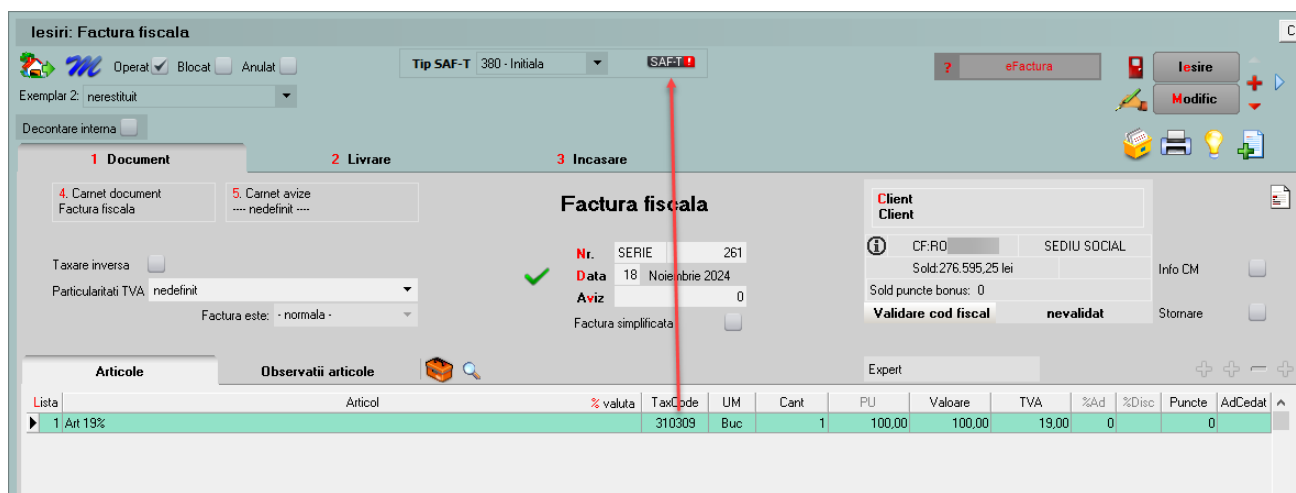 Iesiri: Factura fiscala
C
Operat Blocat Anulat
Tip SAF-T 380 - Initiala
SAF-T !
? eFactura
Iesire
Exemplar 2: nerestituit
Modific
Decontare interna
1 Document
2 Livrare
3 Incasare
4. Carnet document
Factura fiscala
5. Carnet avize
---- nedefinit ----
Factura fiscala
Client
Client
Nr. SERIE 261
Data 18 Noiembrie 2024
Aviz 0
Factura simplificata
CF:RO
SEDIU SOCIAL
Sold:276.595,25 lei
Sold puncte bonus: 0
Validare cod fiscal nevalidat
Info CM
Stornare
Taxare inversa
Particularitati TVA nedefinit
Factura este: - normala -
Articole
Observatii articole
Expert
Lista Articol % valuta TaxCode UM Cant PU Valoare TVA %Ad %Disc Puncte AdCedat
1 Art 19% 310309 Buc 1 100,00 100,00 19,00 0 0